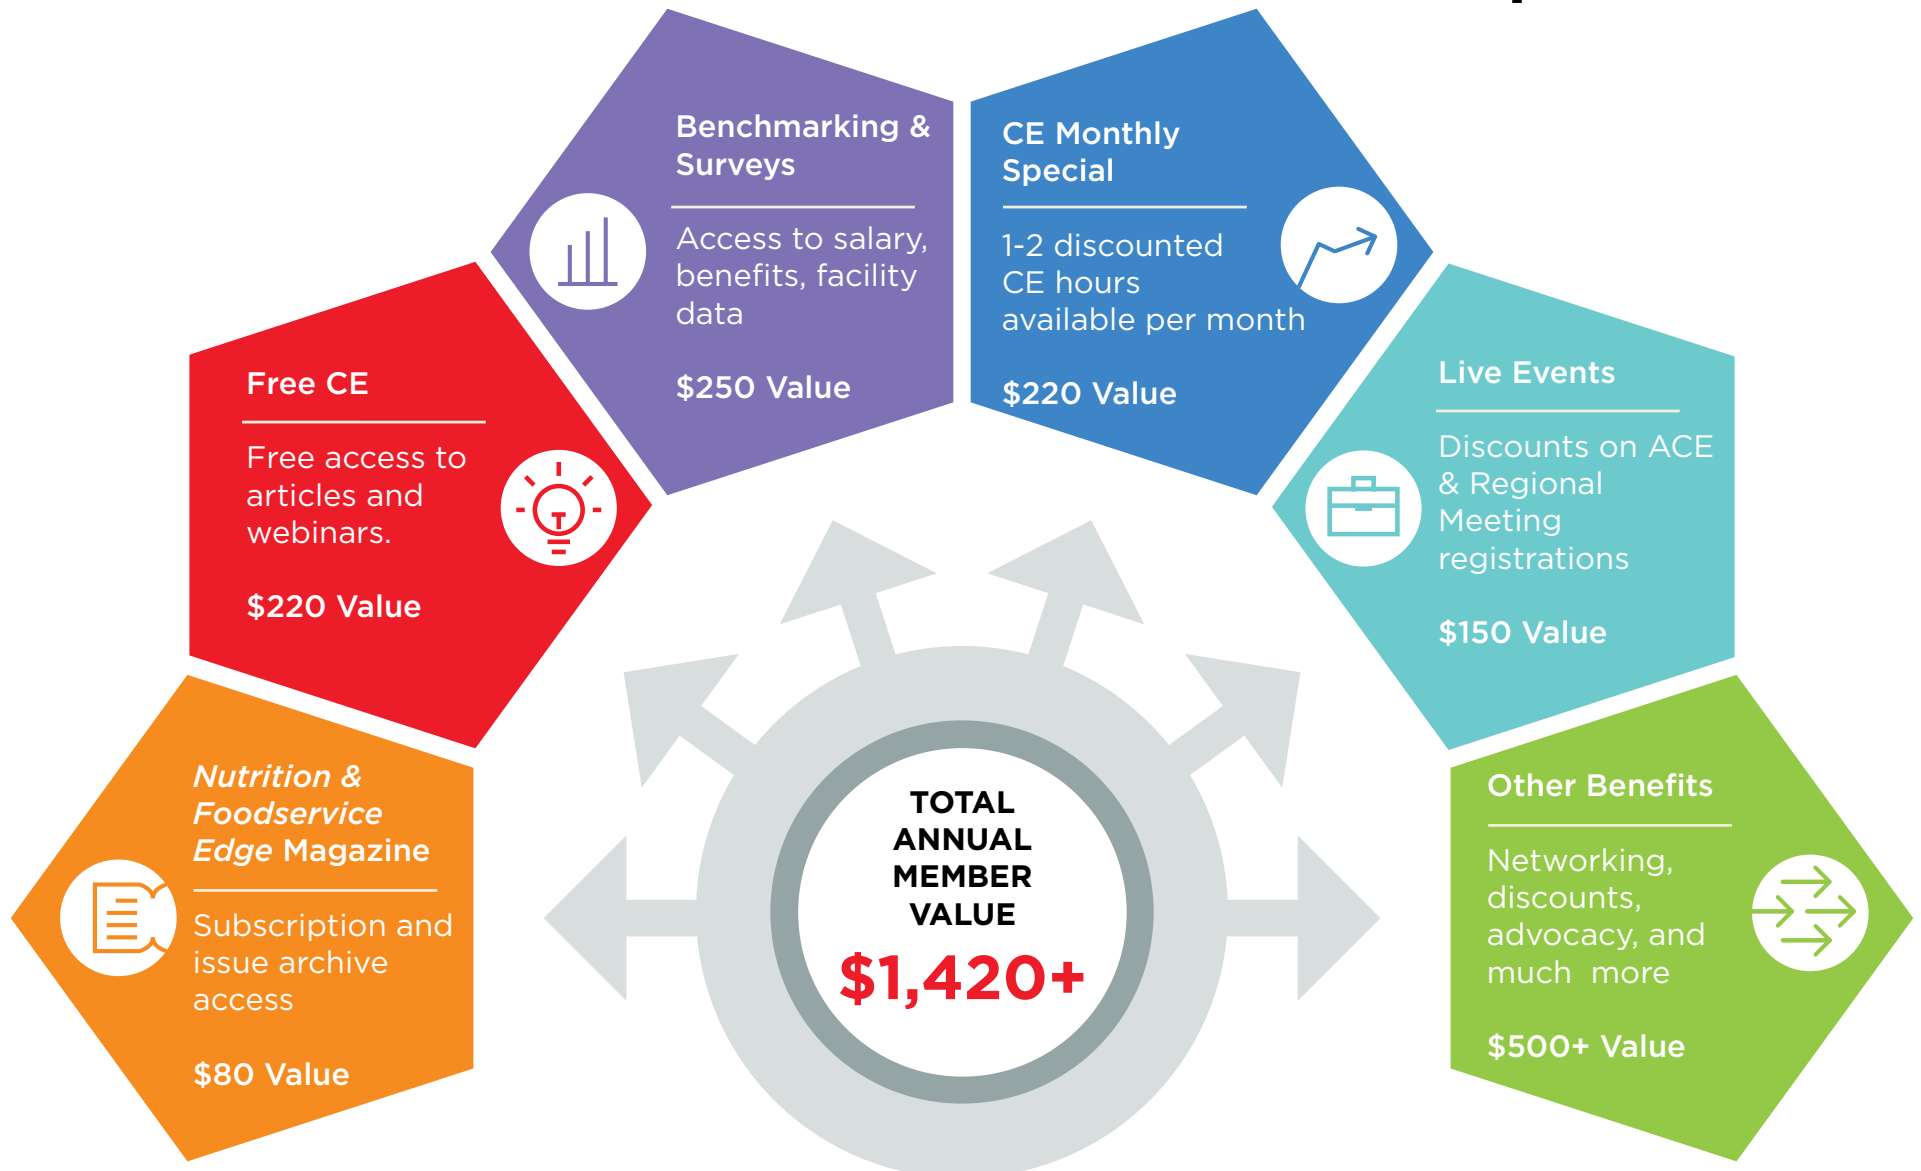 Nutrition &
Foodservice
Edge Magazine
Subscription and
issue archive
access
$80 Value
Free CE
Free access to
articles and
webinars.
$220 Value
Benchmarking &
Surveys
Access to salary,
benefits, facility
data
$250 Value
CE Monthly
Special
1-2 discounted
CE hours
available per month
$220 Value
Live Events
Discounts on ACE
& Regional
Meeting
registrations
$150 Value
Other Benefits
Networking,
discounts,
advocacy, and
much more
$500+ Value
TOTAL
ANNUAL
MEMBER
VALUE
$1,420+